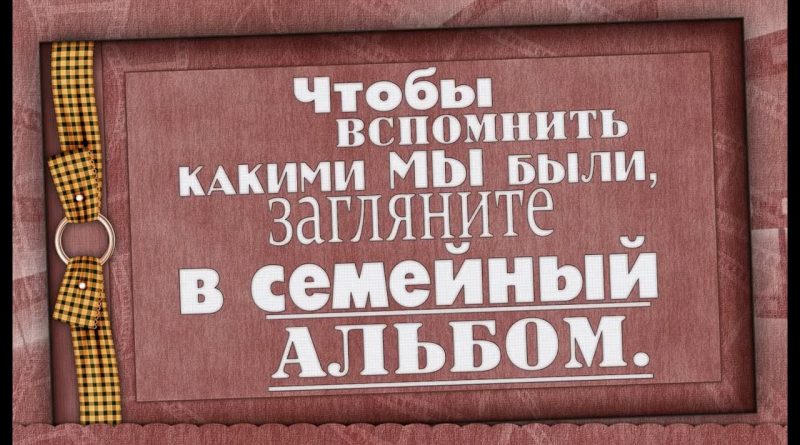 Чтобы
вспомнить
какими МЫ были,
загляните
в семейный
АЛЬБОМ.